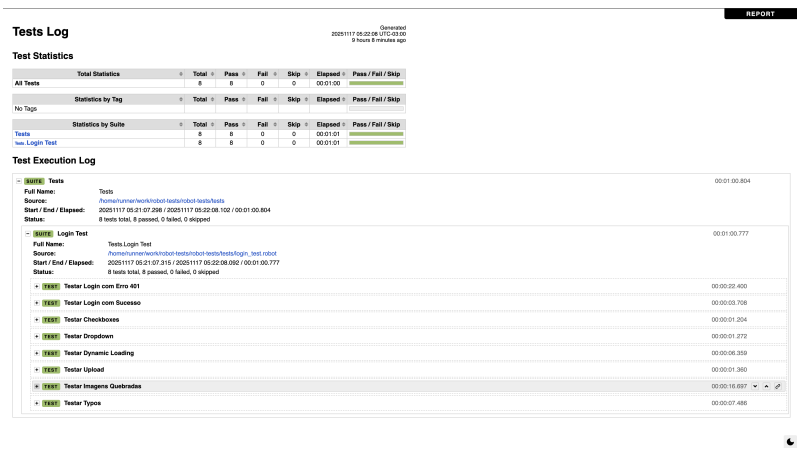 REPORT
Tests Log
Generated
20251117 05:22:08 UTC-03:00
9 hours 8 minutes ago
Test Statistics
Total Statistics Total Pass Fail Skip Elapsed Pass / Fail / Skip
All Tests 8 8 0 0 00:01:00
Statistics by Tag Total Pass Fail Skip Elapsed Pass / Fail / Skip
No Tags
Statistics by Suite Total Pass Fail Skip Elapsed Pass / Fail / Skip
Tests 8 8 0 0 00:01:01
Tests. Login Test 8 8 0 0 00:01:01
Test Execution Log
SUITE Tests 00:01:00.804
Full Name: Tests
Source: /home/runner/work/robot-tests/robot-tests/tests
Start / End / Elapsed: 20251117 05:21:07.298 / 20251117 05:22:08.102 / 00:01:00.804
Status: 8 tests total, 8 passed, 0 failed, 0 skipped
SUITE Login Test 00:01:00.777
Full Name: Tests.Login Test
Source: /home/runner/work/robot-tests/robot-tests/tests/login_test.robot
Start / End / Elapsed: 20251117 05:21:07.315 / 20251117 05:22:08.092 / 00:01:00.777
Status: 8 tests total, 8 passed, 0 failed, 0 skipped
TEST Testar Login com Erro 401 00:00:22.400
TEST Testar Login com Sucesso 00:00:03.708
TEST Testar Checkboxes 00:00:01.204
TEST Testar Dropdown 00:00:01.272
TEST Testar Dynamic Loading 00:00:06.359
TEST Testar Upload 00:00:01.360
TEST Testar Imagens Quebradas 00:00:16.697
TEST Testar Typos 00:00:07.486